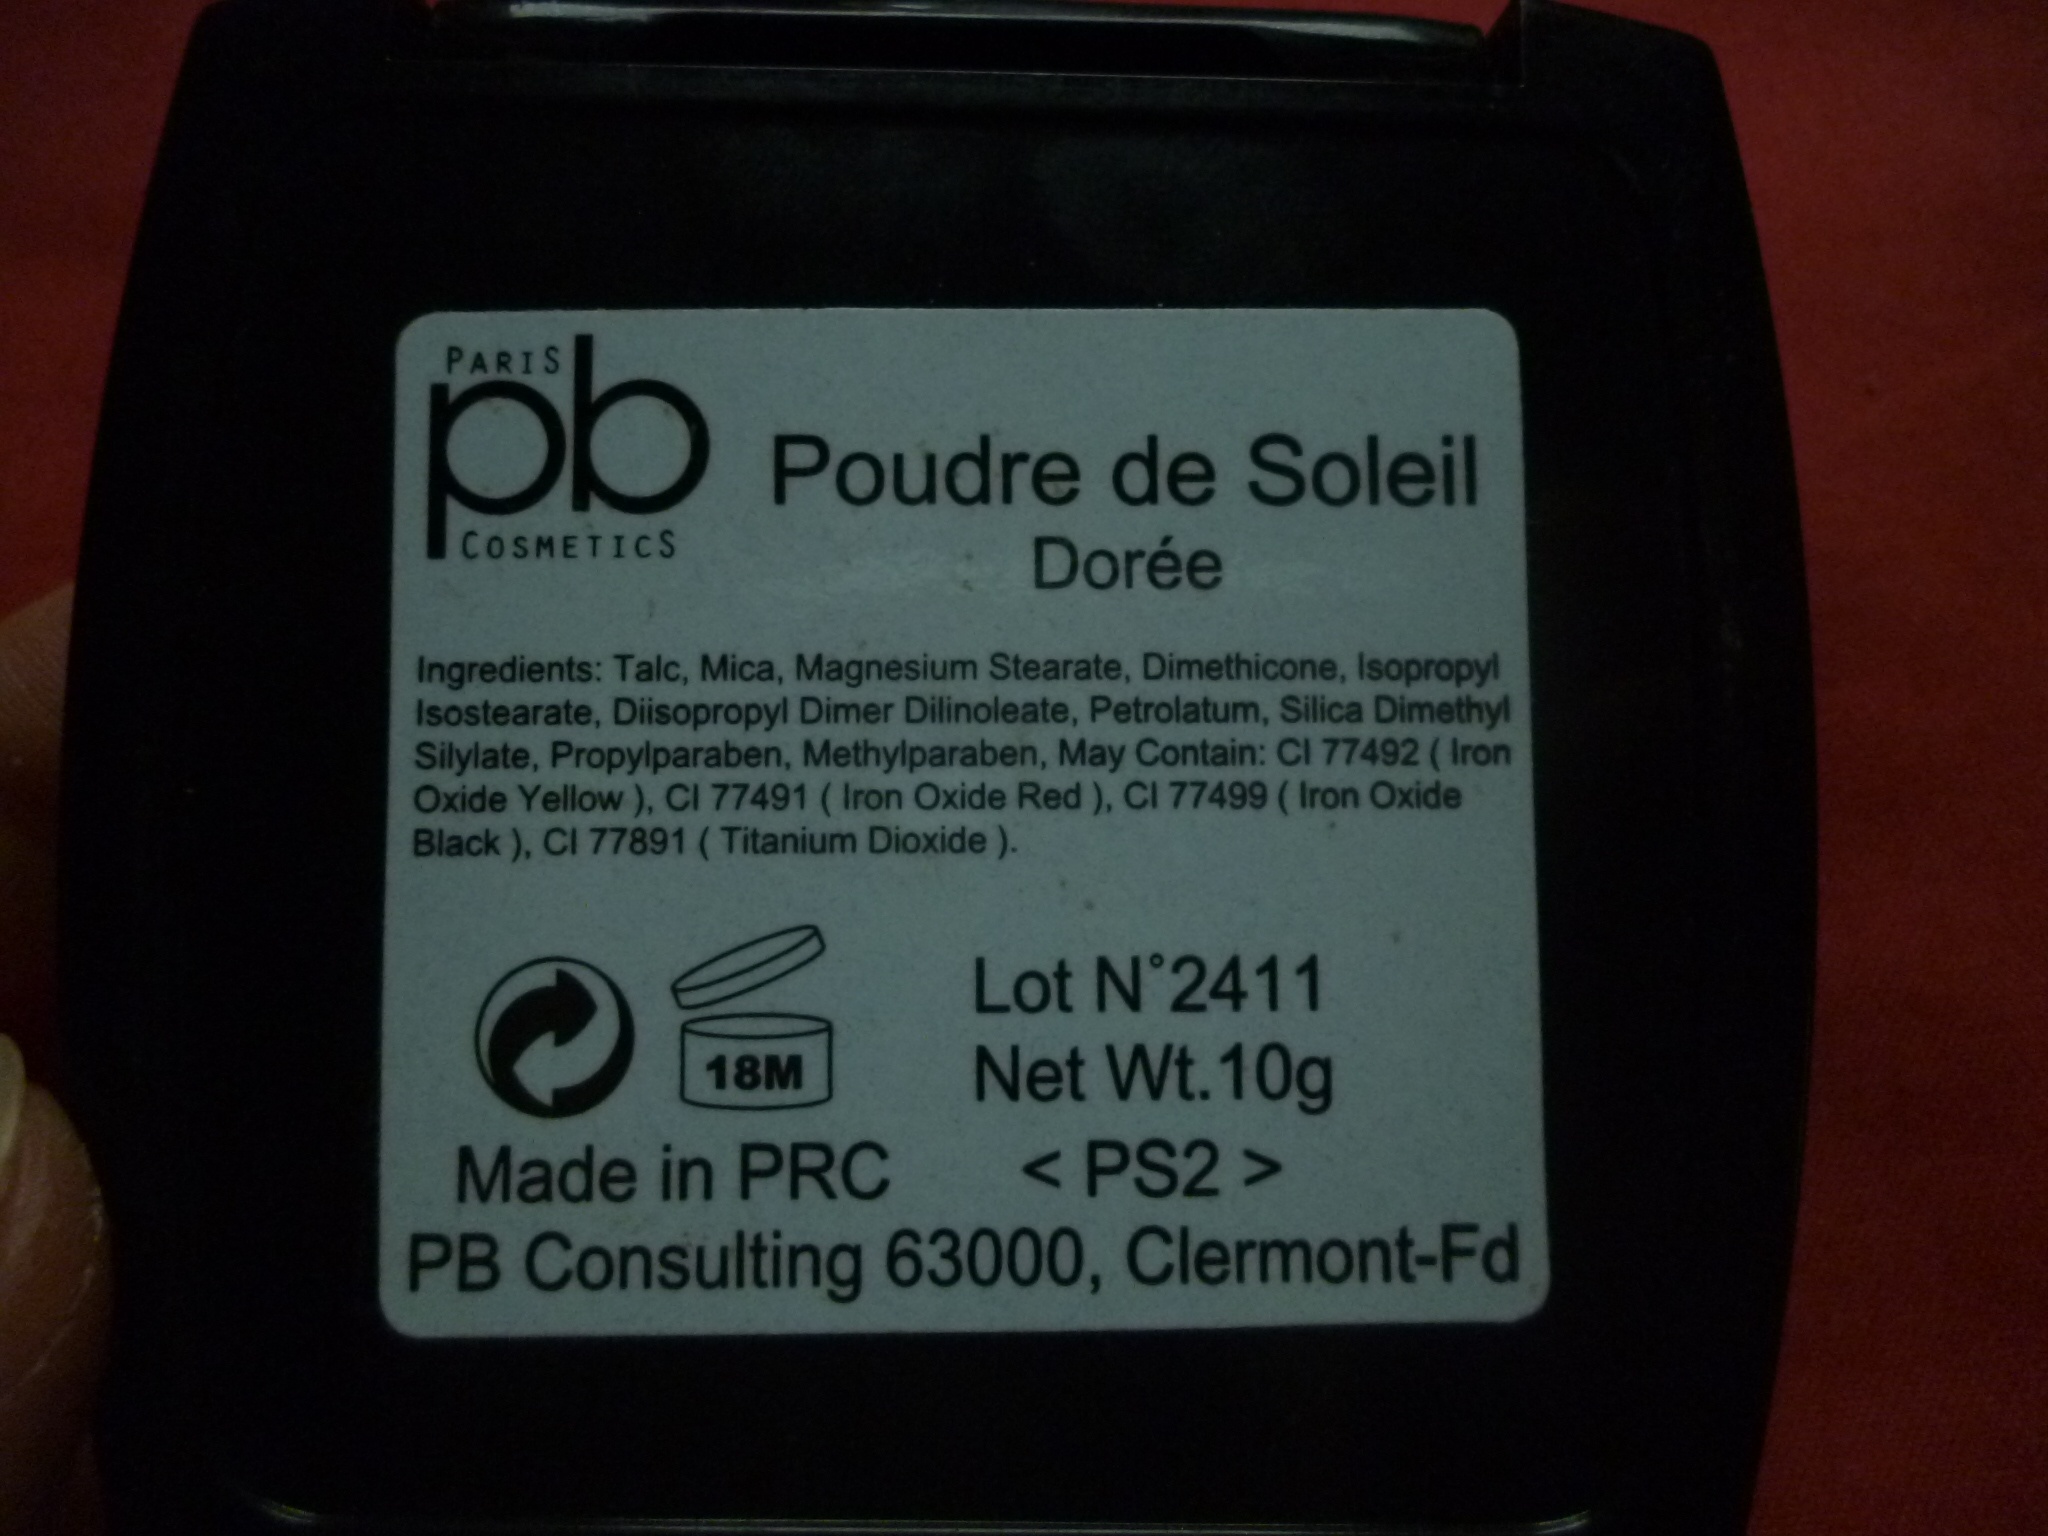 PARIS
pb
COSMETICS
Poudre de Soleil
Dorée
Ingredients: Talc, Mica, Magnesium Stearate, Dimethicone, Isopropyl
Isostearate, Diisopropyl Dimer Dilinoleate, Petrolatum, Silica Dimethyl
Silylate, Propylparaben, Methylparaben, May Contain: CI 77492 ( Iron
Oxide Yellow ), CI 77491 ( Iron Oxide Red ), CI 77499 ( Iron Oxide
Black ), CI 77891 ( Titanium Dioxide ).
18M
Lot N°2411
Net Wt.10g
Made in PRC
< PS2 >
PB Consulting 63000, Clermont-Fd